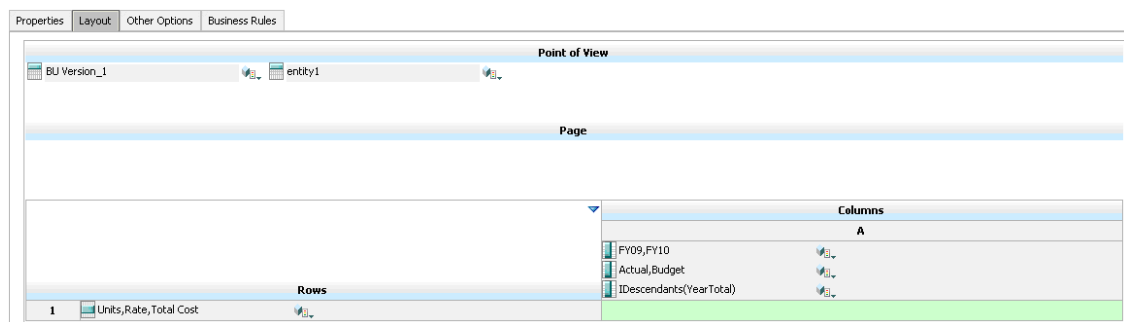 Properties Layout Other Options Business Rules
Point of View
BU Version_1 entity1
Page
Columns
A
FY09,FY10
Actual,Budget
Rows IDescendants(YearTotal)
1 Units,Rate,Total Cost